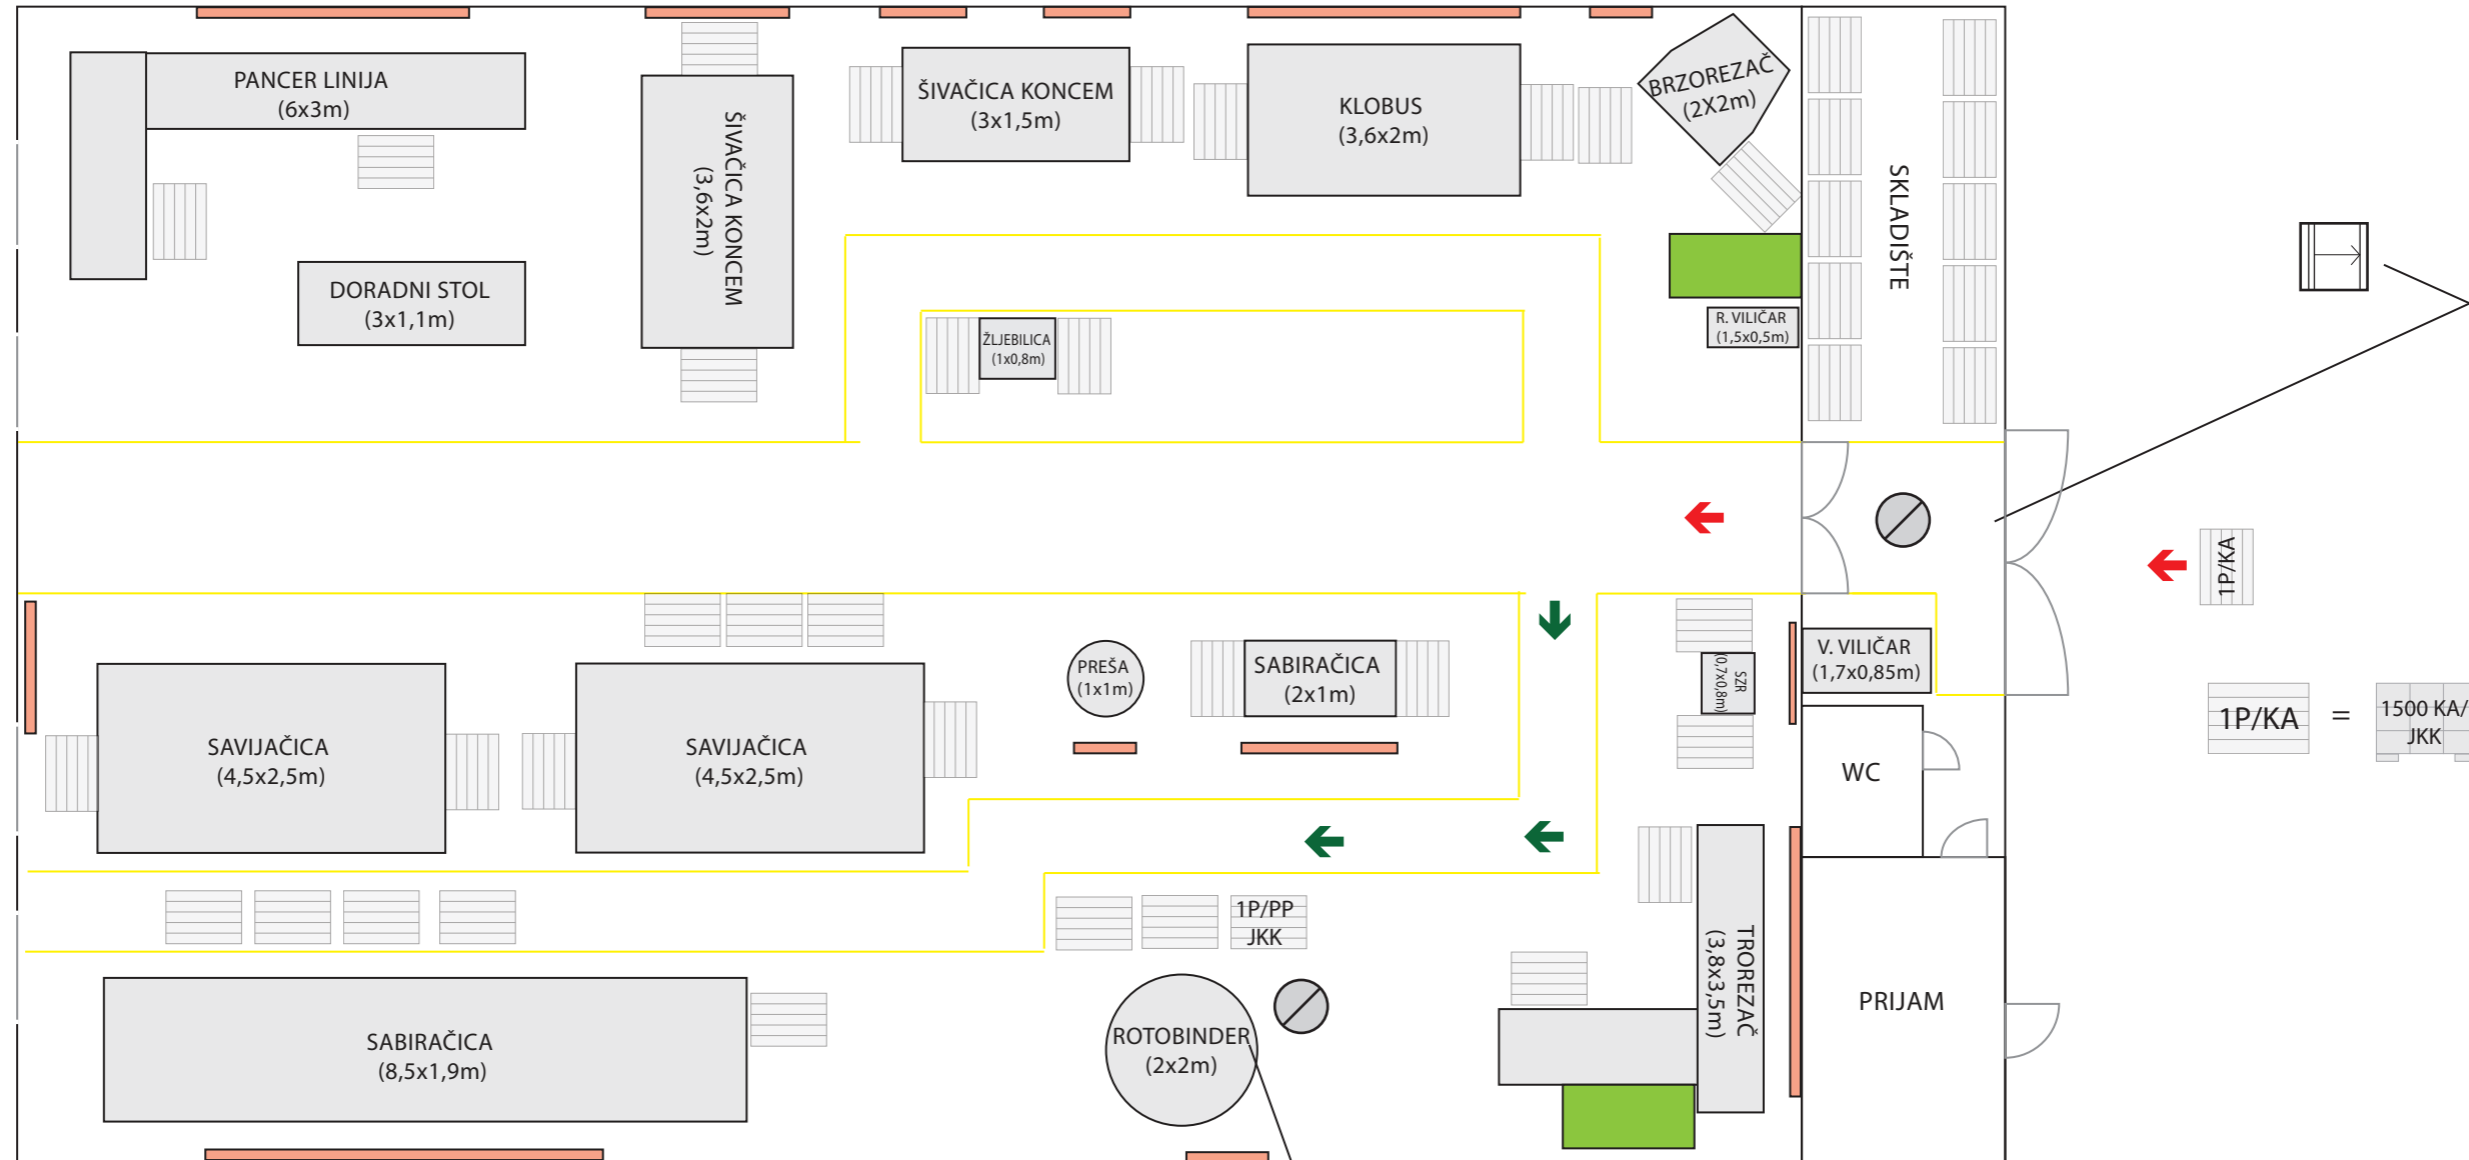 PANCER LINIJA
(6x3m)
ŠIVAČICA KONCEM
(3,6x2m)
ŠIVAČICA KONCEM
(3x1,5m)
KLOBUS
(3,6x2m)
BRZOREZAČ
(2X2m)
SKLADIŠTE
DORADNI STOL
(3x1,1m)
ŽLJEBILICA
(1x0,8m)
R. VILIČAR
(1,5x0,5m)
1P/KA
PREŠA
(1x1m)
SABIRAČICA
(2x1m)
SZR
(0,7x0,8m)
V. VILIČAR
(1,7x0,85m)
SAVIJAČICA
(4,5x2,5m)
SAVIJAČICA
(4,5x2,5m)
WC
1P/KA
=
1500 KA/
JKK
1P/PP
JKK
TROREZAČ
(3,8x3,5m)
PRIJAM
SABIRAČICA
(8,5x1,9m)
ROTOBINDER
(2x2m)